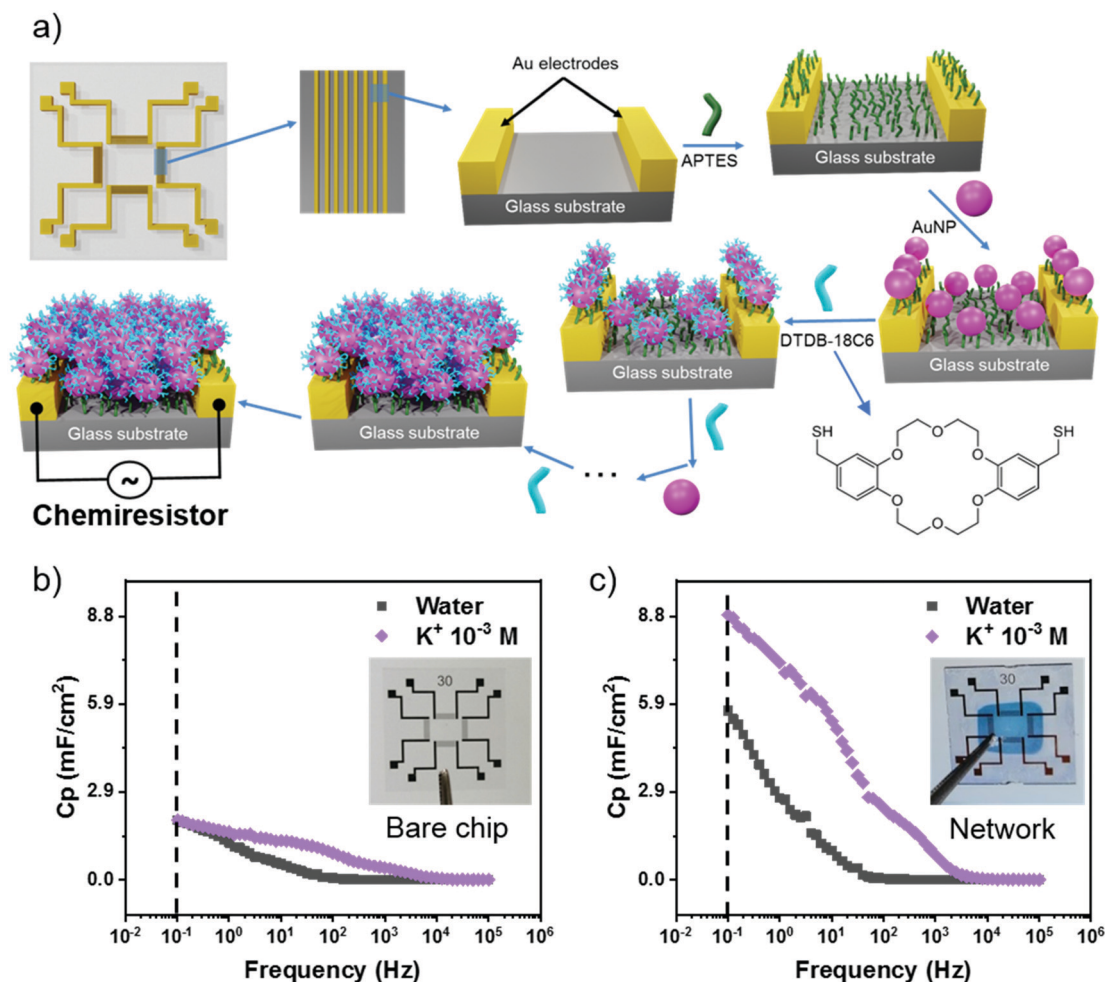 a)
Au electrodes
APTES
Glass substrate
Glass substrate
AuNP
DTDB-18C6
Glass substrate
Glass substrate
Glass substrate
Glass substrate
...
~
Chemiresistor
SH
SH
O
O
O
O
O
O
b)
Cp (mF/cm²)
8.8
5.9
2.9
0.0
Water
K⁺ 10⁻³ M
30
Bare chip
10⁻² 10⁻¹ 10⁰ 10¹ 10² 10³ 10⁴ 10⁵ 10⁶
Frequency (Hz)
c)
Cp (mF/cm²)
8.8
5.9
2.9
0.0
Water
K⁺ 10⁻³ M
30
Network
10⁻² 10⁻¹ 10⁰ 10¹ 10² 10³ 10⁴ 10⁵ 10⁶
Frequency (Hz)